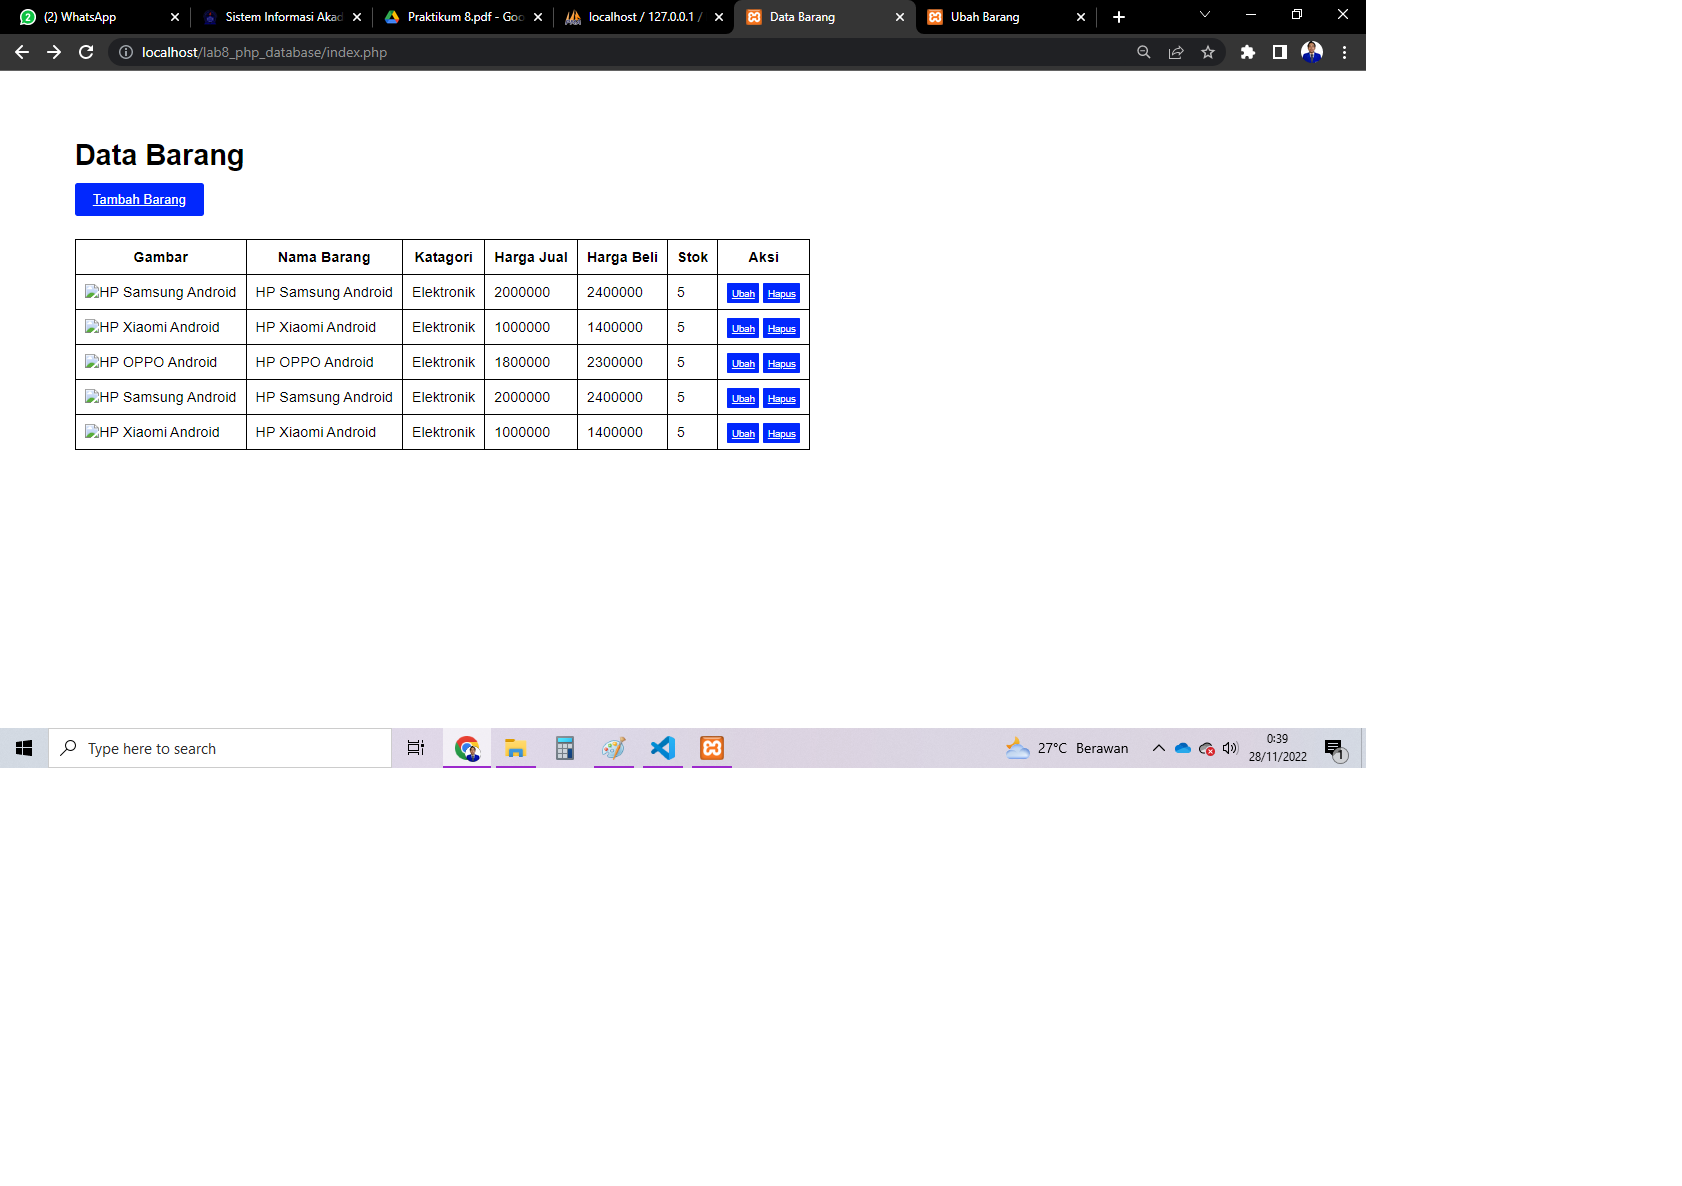 2 (2) WhatsApp Sistem Informasi Akad Praktikum 8.pdf - Goo localhost / 127.0.0.1 / Data Barang Ubah Barang
localhost/lab8_php_database/index.php
Data Barang
Tambah Barang
Gambar Nama Barang Katagori Harga Jual Harga Beli Stok Aksi
HP Samsung Android HP Samsung Android Elektronik 2000000 2400000 5 Ubah Hapus
HP Xiaomi Android HP Xiaomi Android Elektronik 1000000 1400000 5 Ubah Hapus
HP OPPO Android HP OPPO Android Elektronik 1800000 2300000 5 Ubah Hapus
HP Samsung Android HP Samsung Android Elektronik 2000000 2400000 5 Ubah Hapus
HP Xiaomi Android HP Xiaomi Android Elektronik 1000000 1400000 5 Ubah Hapus
Type here to search 27°C Berawan 0:39
28/11/2022 1